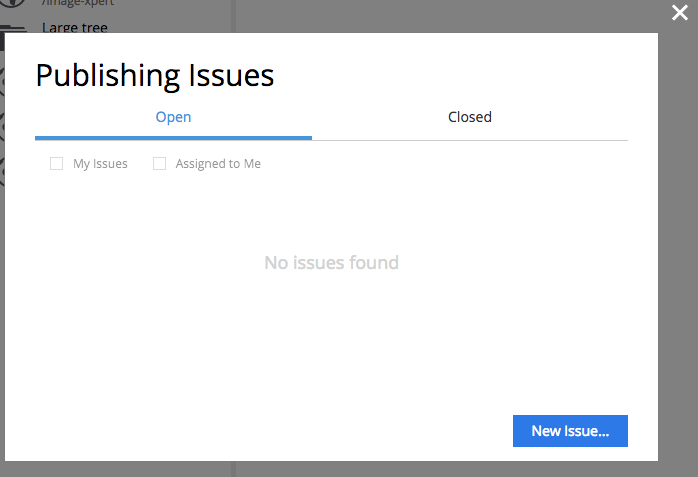 /image-xpert
Large tree
Publishing Issues
Open Closed
My Issues Assigned to Me
No issues found
New Issue...